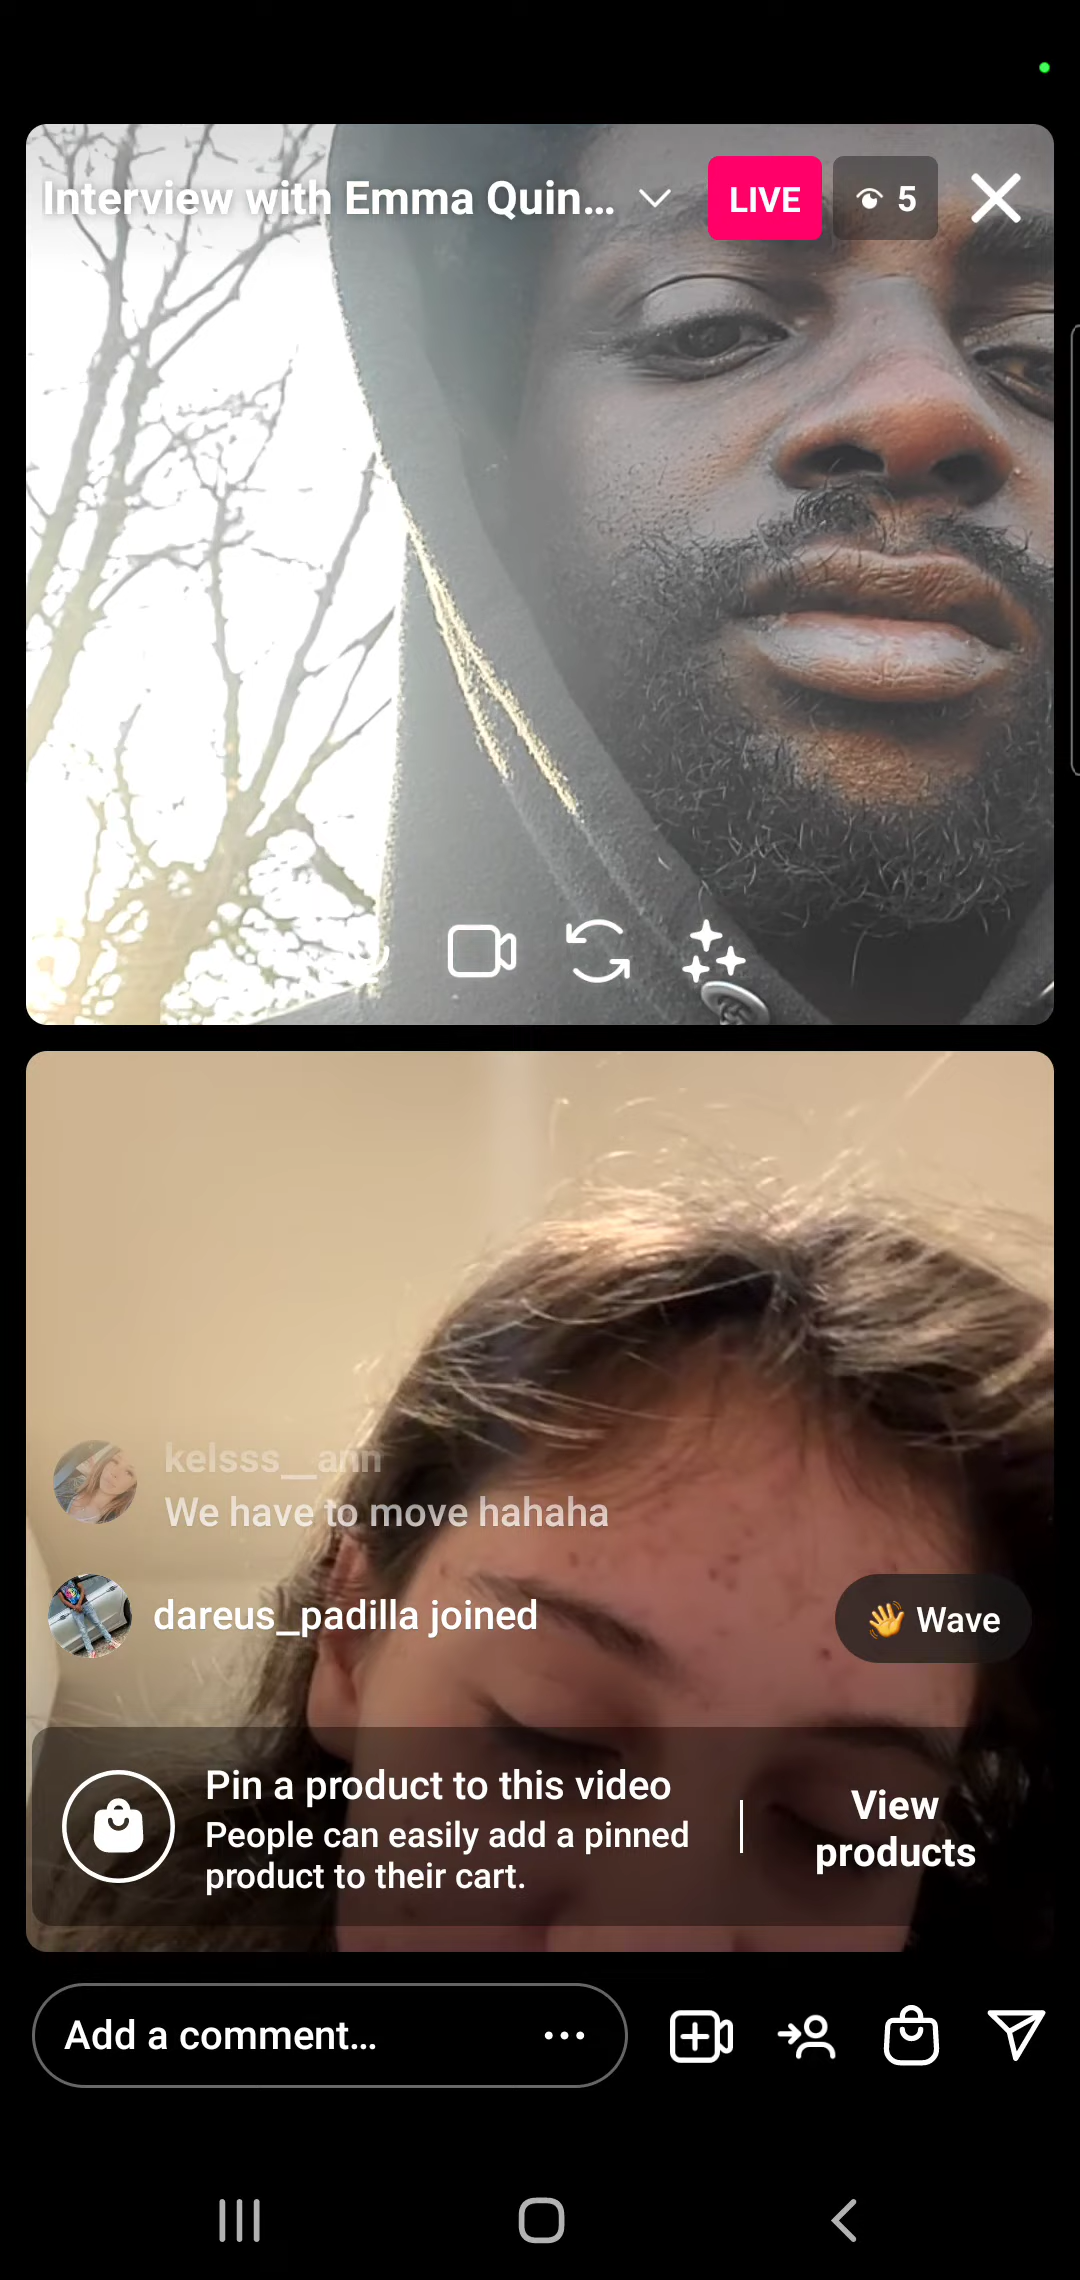 Interview with Emma Quin...
LIVE
5
kelsss__ann
We have to move hahaha
dareus_padilla joined
👋 Wave
Pin a product to this video
People can easily add a pinned
product to their cart.
View
products
Add a comment...